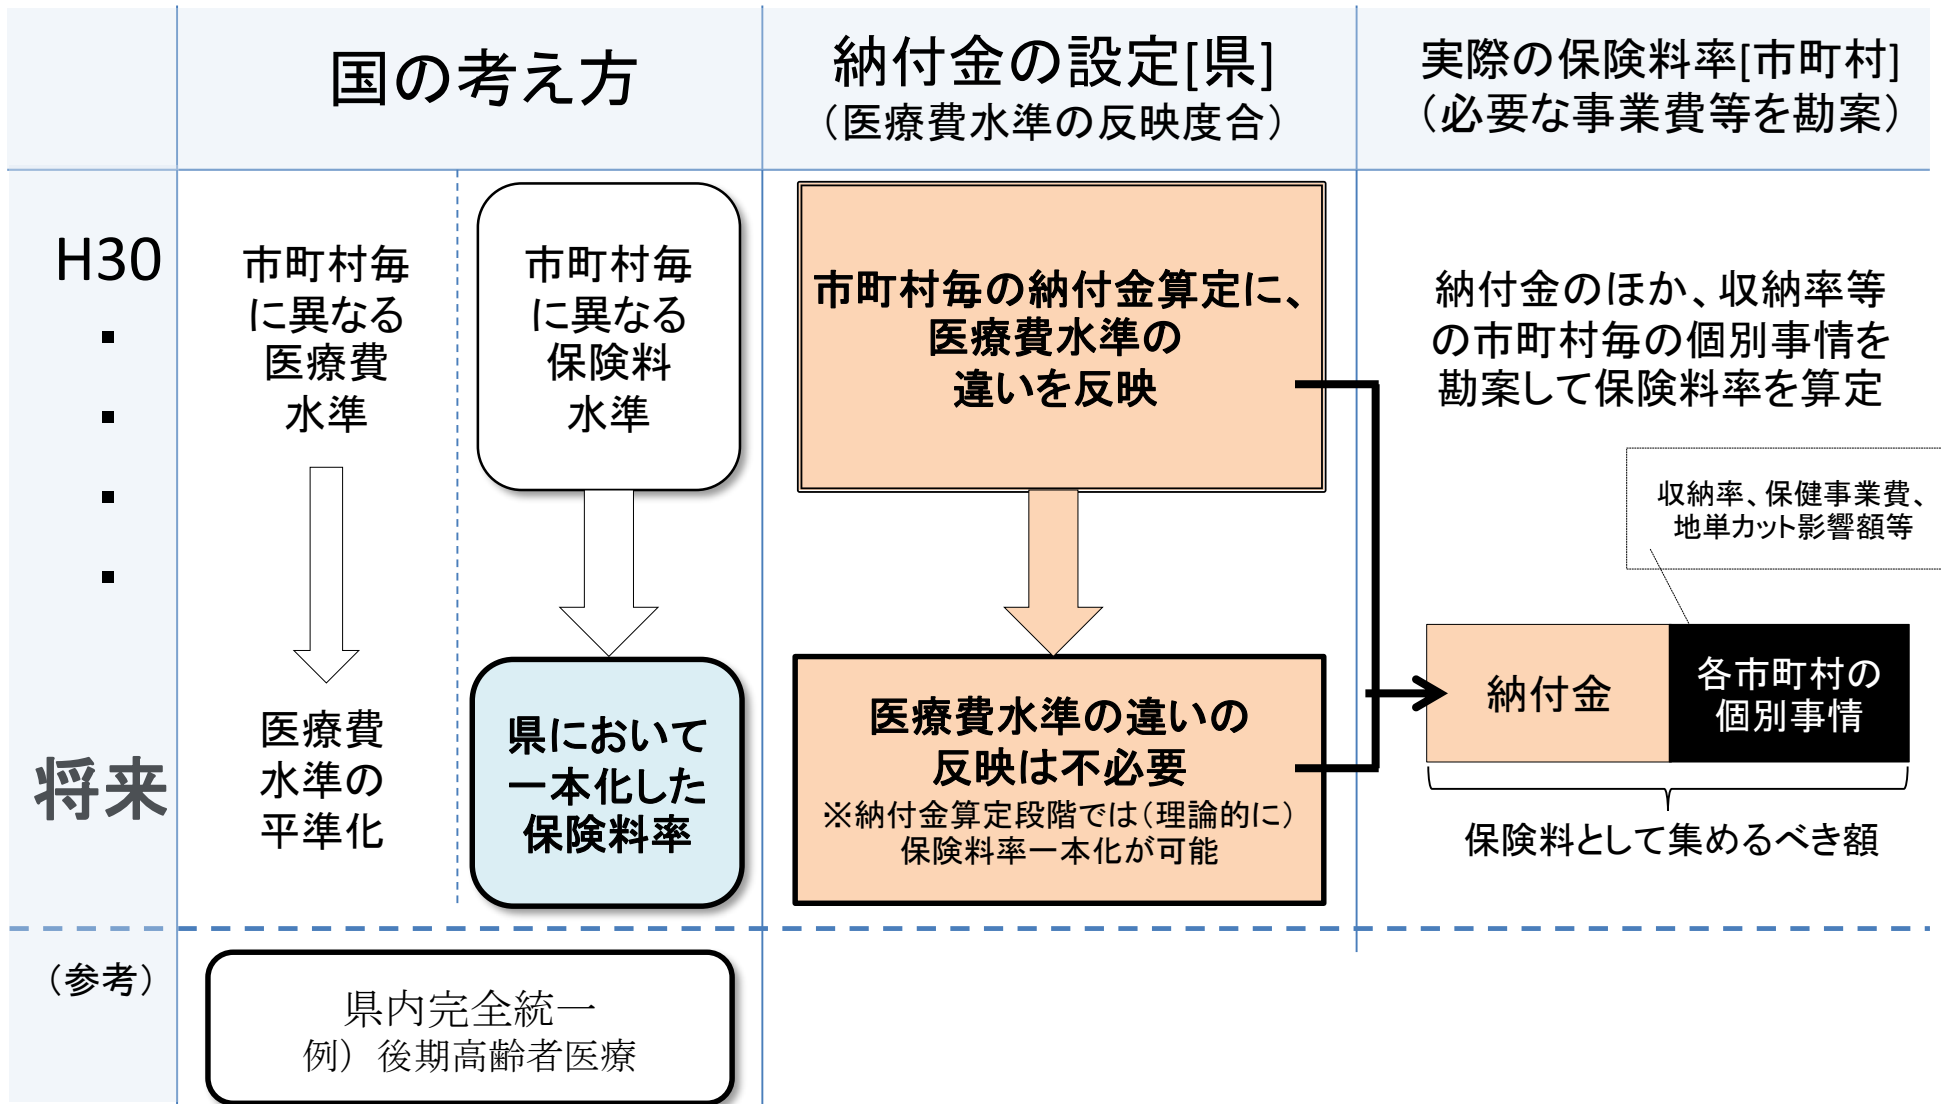 国の考え方
納付金の設定[県]
（医療費水準の反映度合）
実際の保険料率[市町村]
（必要な事業費等を勘案）
H30
・
・
・
・
将来
市町村毎
に異なる
医療費
水準
医療費
水準の
平準化
市町村毎
に異なる
保険料
水準
県において
一本化した
保険料率
市町村毎の納付金算定に、
医療費水準の
違いを反映
医療費水準の違いの
反映は不必要
※納付金算定段階では（理論的に）
保険料率一本化が可能
納付金のほか、収納率等
の市町村毎の個別事情を
勘案して保険料率を算定
収納率、保健事業費、
地単カット影響額等
納付金
各市町村の
個別事情
保険料として集めるべき額
（参考）
県内完全統一
例）後期高齢者医療